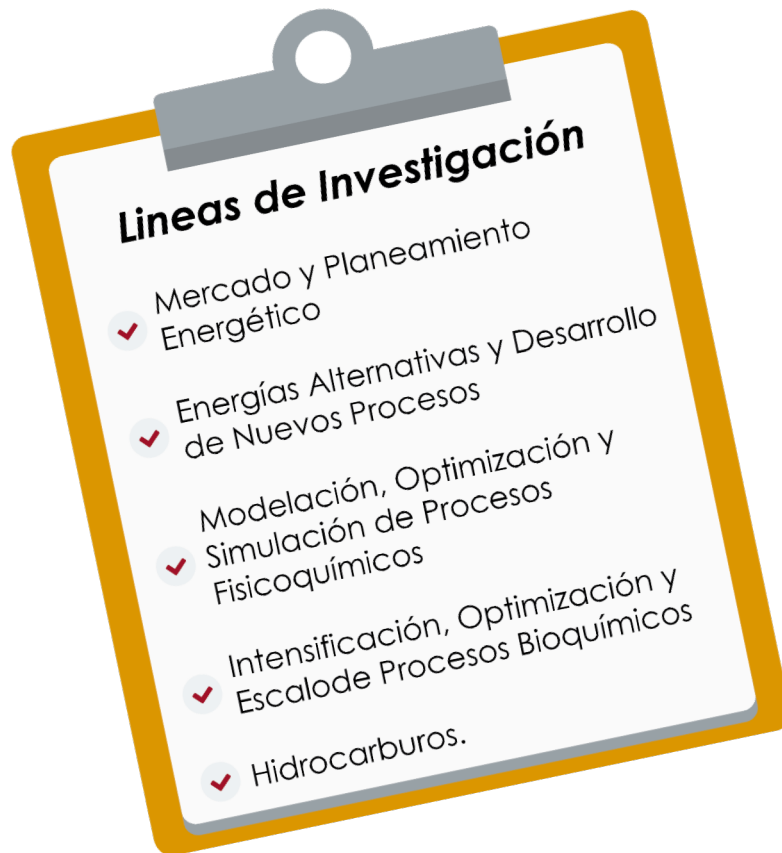 Lineas de Investigación
Mercado y Planeamiento
Energético
Energías Alternativas y Desarrollo
de Nuevos Procesos
Modelación, Optimización y
Simulación de Procesos
Fisicoquímicos
Intensificación, Optimización y
Escalode Procesos Bioquímicos
Hidrocarburos.